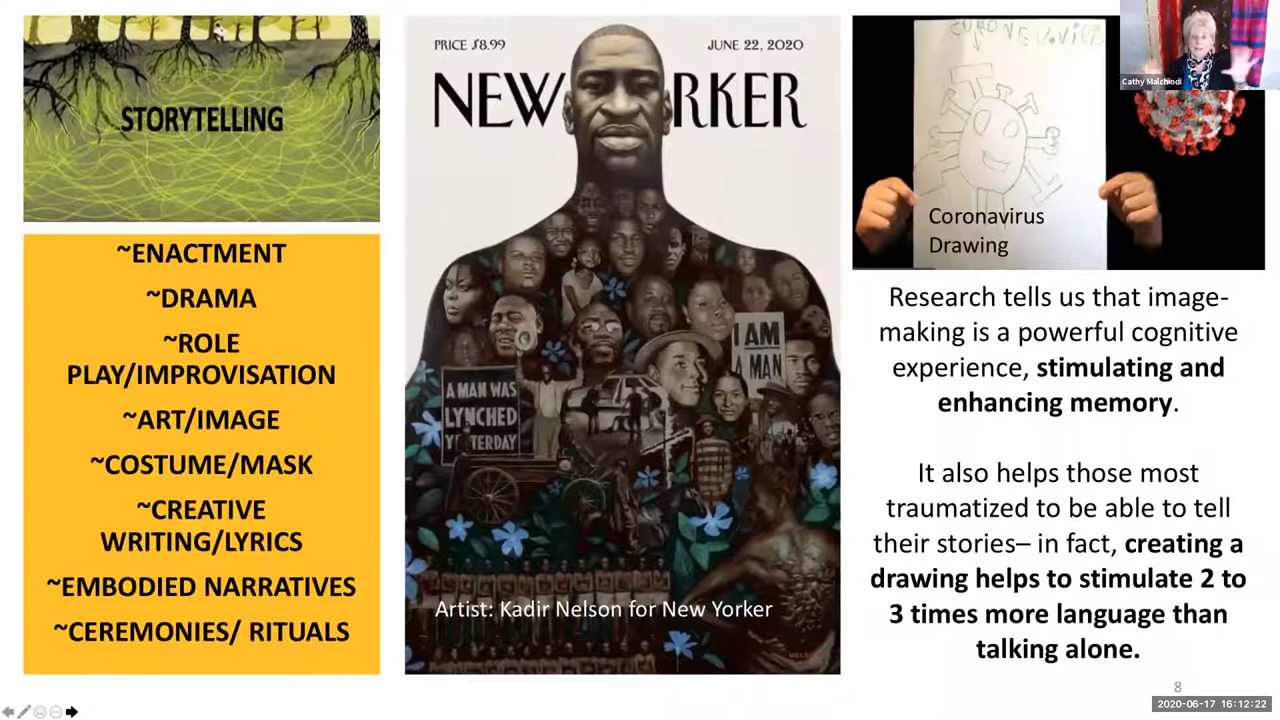 STORYTELLING
~ENACTMENT
~DRAMA
~ROLE
PLAY/IMPROVISATION
~ART/IMAGE
~COSTUME/MASK
~CREATIVE
WRITING/LYRICS
~EMBODIED NARRATIVES
~CEREMONIES/ RITUALS
PRICE $8.99
JUNE 22, 2020
NEW RKER
I AM
A MAN
A MAN WAS
LYNCHED
YESTERDAY
Artist: Kadir Nelson for New Yorker
Cathy Malchiodi
Coronavirus
Drawing
Research tells us that image-
making is a powerful cognitive
experience, stimulating and
enhancing memory.
It also helps those most
traumatized to be able to tell
their stories– in fact, creating a
drawing helps to stimulate 2 to
3 times more language than
talking alone.
8
2020-06-17 16:12:22